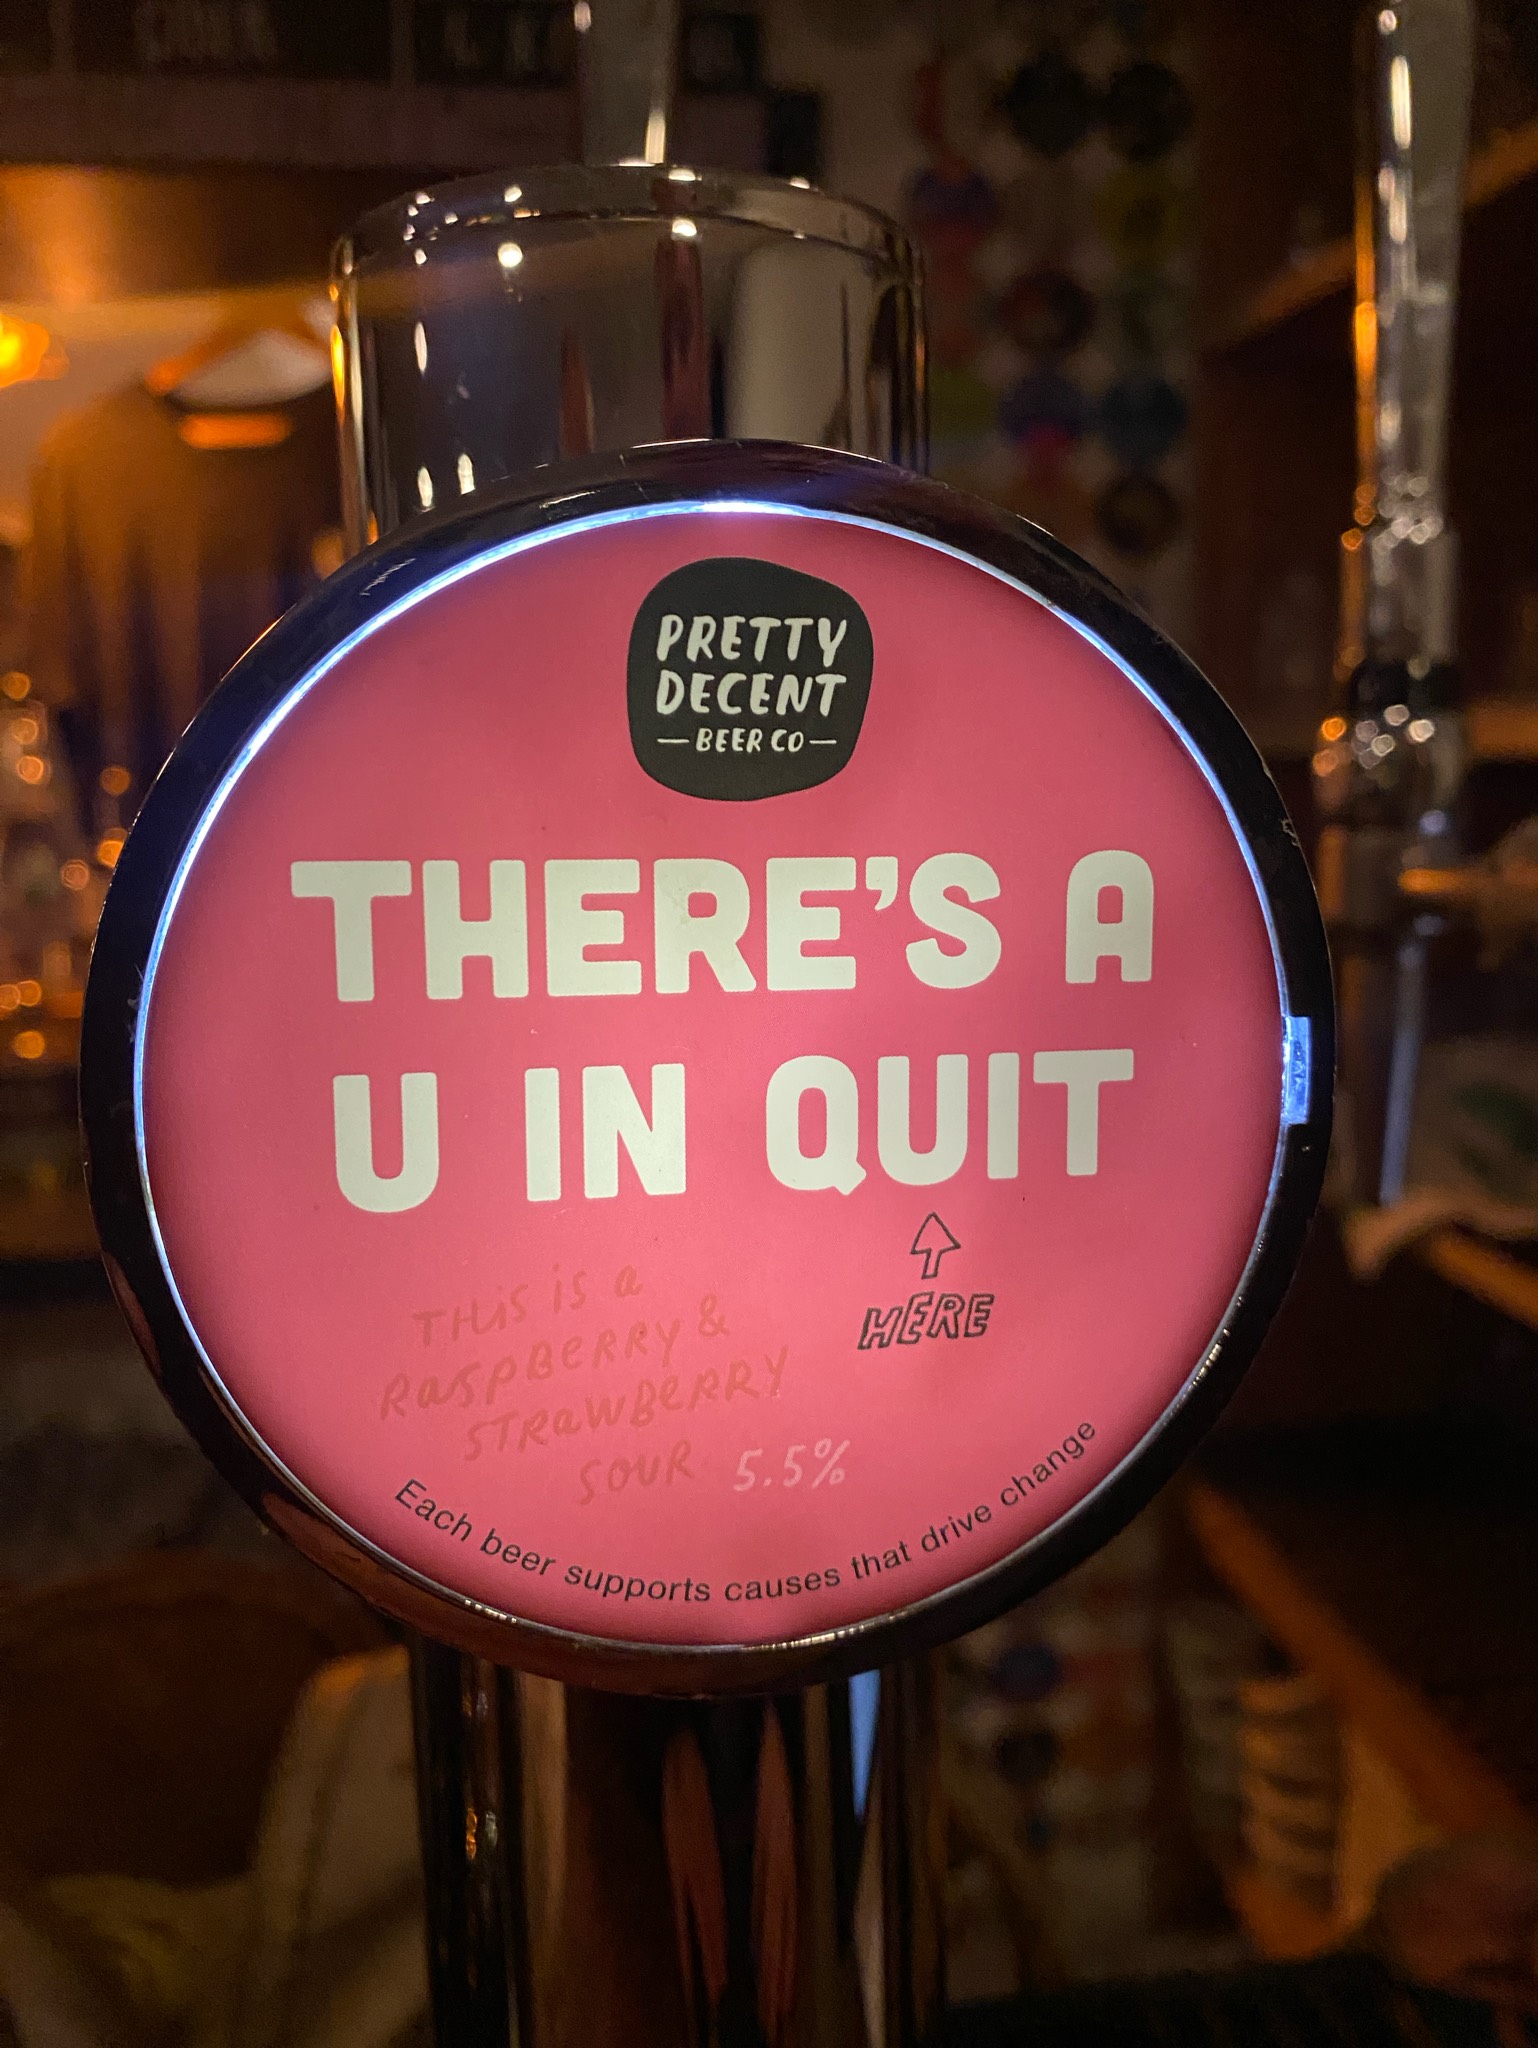 PRETTY
DECENT
—BEER CO—
THERE'S A
U IN QUIT
HERE
THis is a
RaspBeRRY &
STRawBeRRY
SOUR 5.5%
Each beer supports causes that drive change